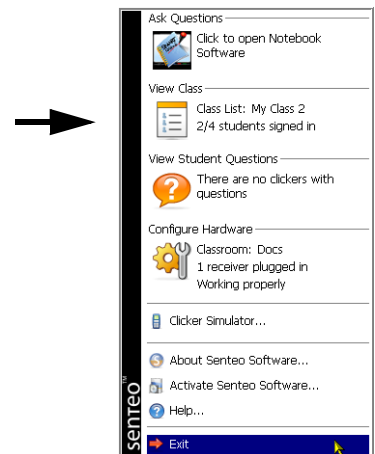 Ask Questions
Click to open Notebook
Software
View Class
Class List: My Class 2
2/4 students signed in
View Student Questions
There are no clickers with
questions
Configure Hardware
Classroom: Docs
1 receiver plugged in
Working properly
Clicker Simulator...
About Senteo Software...
Activate Senteo Software...
Help...
Exit
senteo™